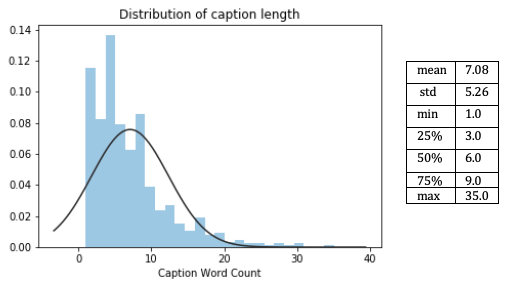 Distribution of caption length
0.14
0.12
0.10
0.08
0.06
0.04
0.02
0.00
0 10 20 30 40
Caption Word Count
mean 7.08
std 5.26
min 1.0
25% 3.0
50% 6.0
75% 9.0
max 35.0